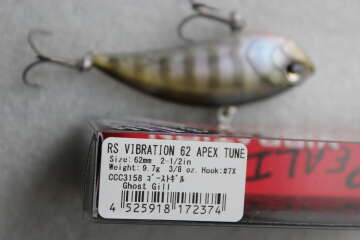 RS VIBRATION 62 APEX TUNE
Size:62mm 2-1/2in
Weight: 9.7g 3/8 oz. Hook:#7X
CCC3158 ｺﾞｰｽﾄｷﾞﾙ
Ghost Gill
4 525918 172374
REALI